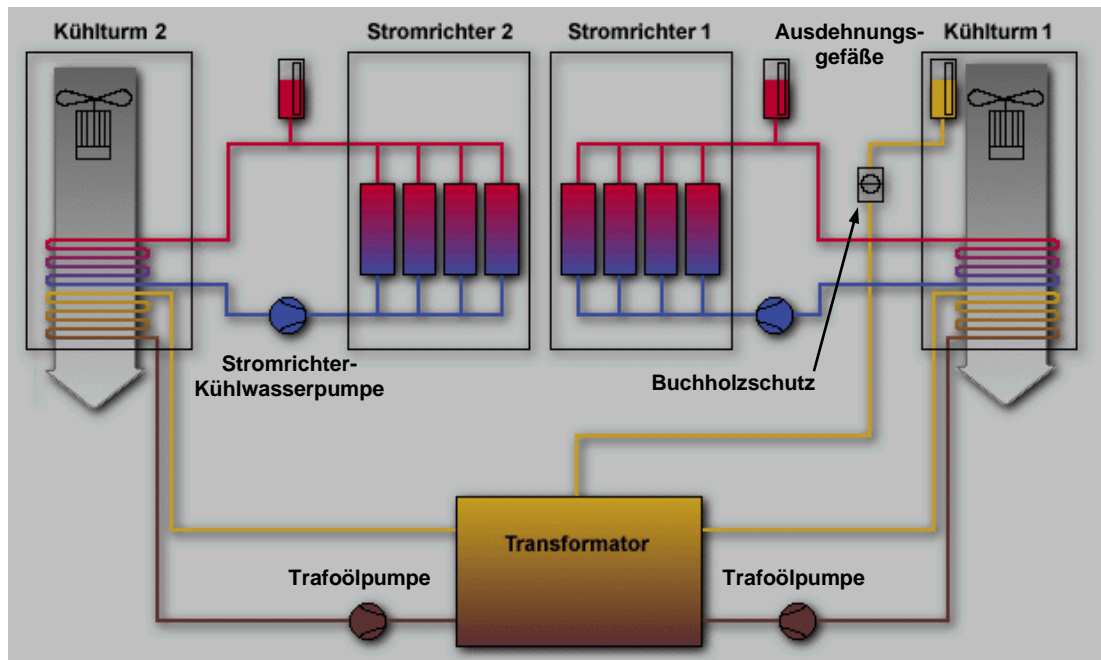 Kühlturm 2
Stromrichter 2
Stromrichter 1
Ausdehnungs-
gefäße
Kühlturm 1
Stromrichter-
Kühlwasserpumpe
Buchholzschutz
Transformator
Trafoölpumpe
Trafoölpumpe